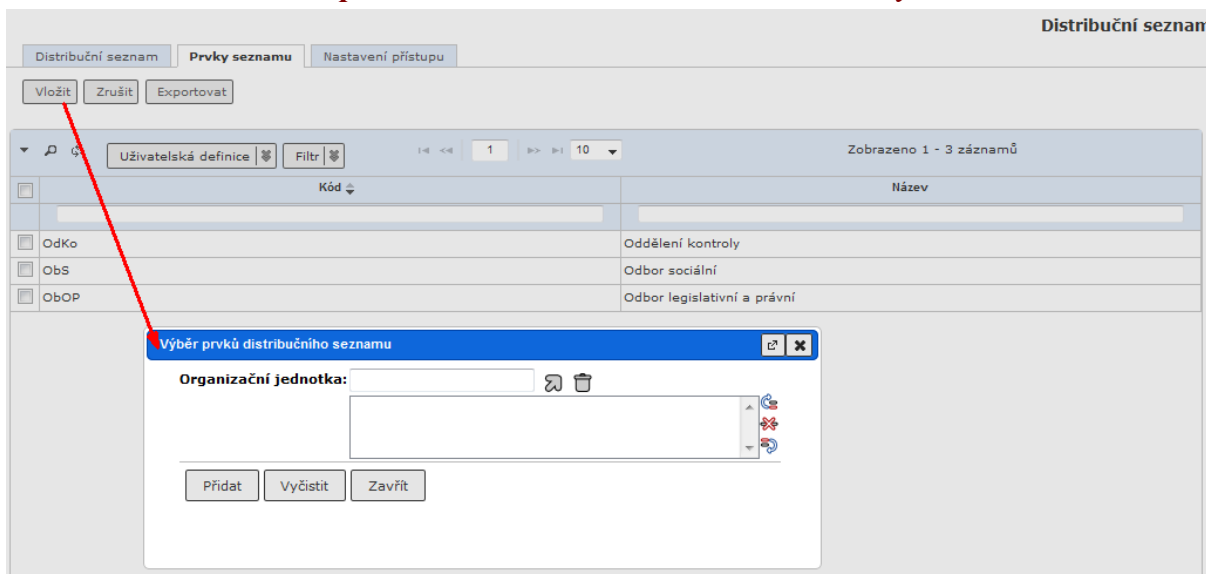 Distribuční seznam
Distribuční seznam Prvky seznamu Nastavení přístupu
Vložit Zrušit Exportovat
Uživatelská definice Filtr 1 10 Zobrazeno 1 - 3 záznamů
Kód Název
OdKo Oddělení kontroly
ObS Odbor sociální
ObOP Odbor legislativní a právní
Výběr prvků distribučního seznamu
Organizační jednotka:
Přidat Vyčistit Zavřít